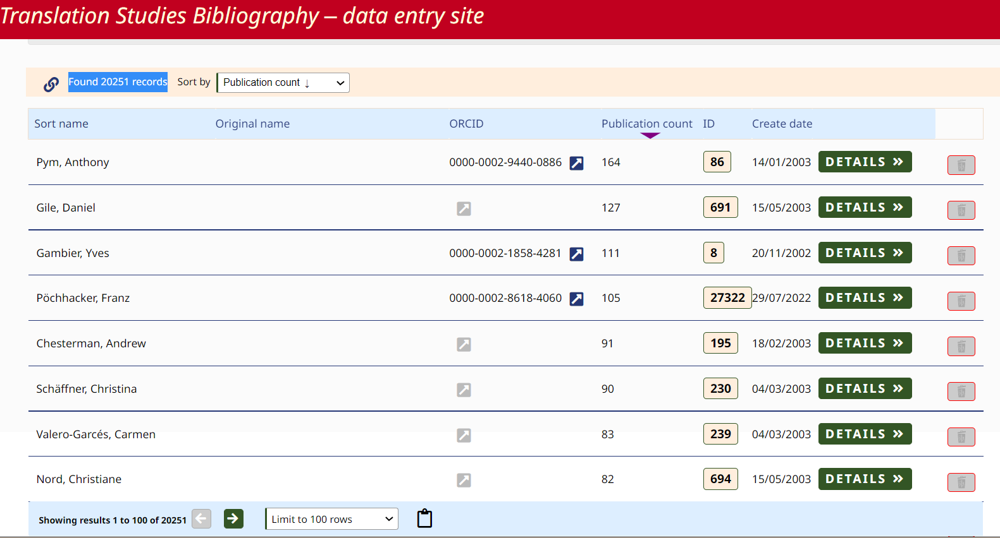 Translation Studies Bibliography – data entry site
Found 20251 records Sort by Publication count ↓
Sort name Original name ORCID Publication count ID Create date
Pym, Anthony 0000-0002-9440-0886 164 86 14/01/2003 DETAILS »
Gile, Daniel 127 691 15/05/2003 DETAILS »
Gambier, Yves 0000-0002-1858-4281 111 8 20/11/2002 DETAILS »
Pöchhacker, Franz 0000-0002-8618-4060 105 27322 29/07/2022 DETAILS »
Chesterman, Andrew 91 195 18/02/2003 DETAILS »
Schäffner, Christina 90 230 04/03/2003 DETAILS »
Valero-Garcés, Carmen 83 239 04/03/2003 DETAILS »
Nord, Christiane 82 694 15/05/2003 DETAILS »
Showing results 1 to 100 of 20251 Limit to 100 rows